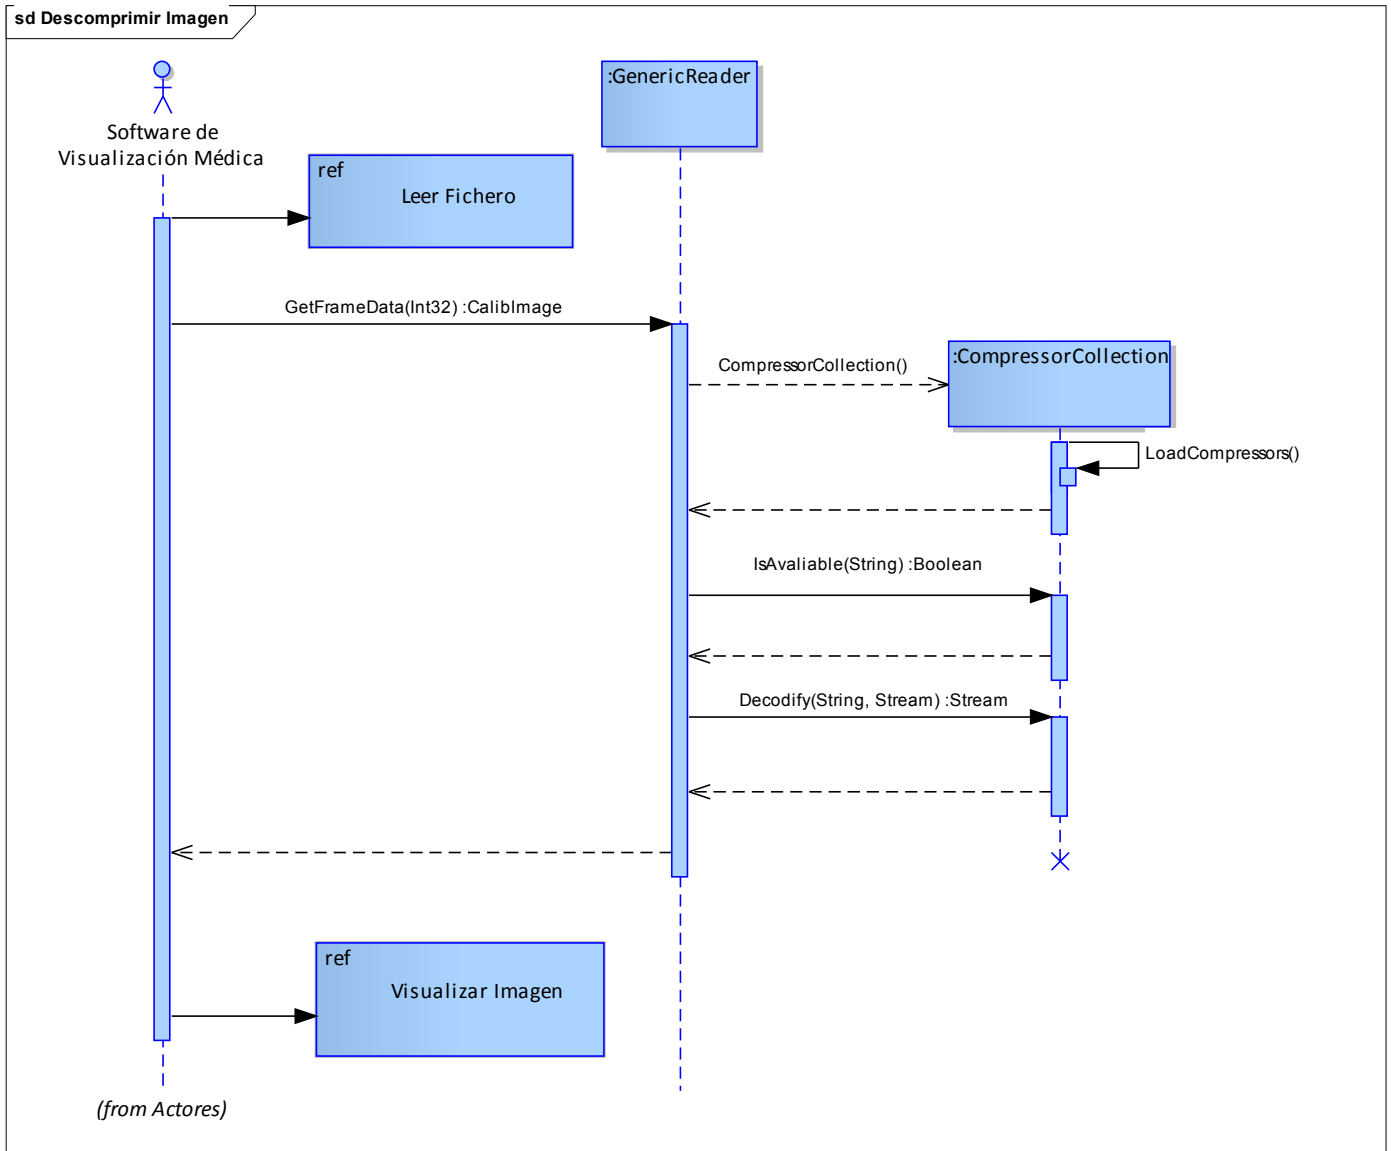 sd Descomprimir Imagen
Software de
Visualización Médica
:GenericReader
ref
Leer Fichero
GetFrameData(Int32) :CalibImage
:CompressorCollection
CompressorCollection()
LoadCompressors()
IsAvaliable(String) :Boolean
Decodify(String, Stream) :Stream
ref
Visualizar Imagen
(from Actores)